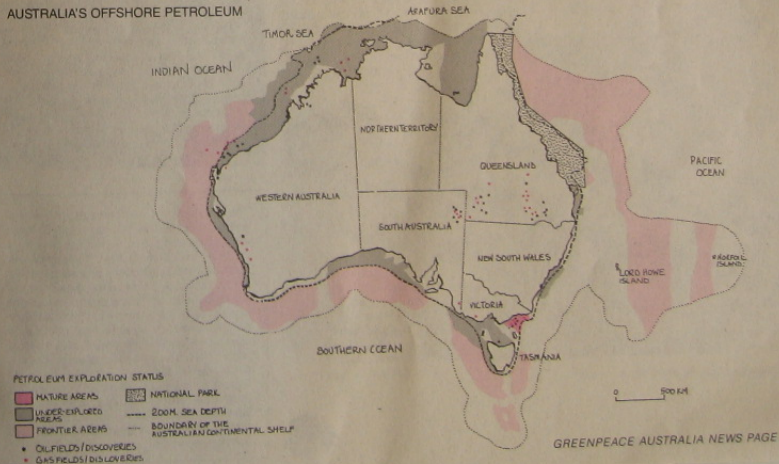 AUSTRALIA'S OFFSHORE PETROLEUM
ARAFURA SEA
TIMOR SEA
INDIAN OCEAN
NORTHERN TERRITORY
QUEENSLAND
PACIFIC
OCEAN
WESTERN AUSTRALIA
SOUTH AUSTRALIA
NEW SOUTH WALES
LORD HOWE
ISLAND
NORFOLK
ISLAND
VICTORIA
SOUTHERN OCEAN
TASMANIA
PETROLEUM EXPLORATION STATUS
MATURE AREAS
UNDER-EXPLORED
AREAS
FRONTIER AREAS
OILFIELDS/DISCOVERIES
GASFIELDS/DISCOVERIES
NATIONAL PARK
200M. SEA DEPTH
BOUNDARY OF THE
AUSTRALIAN CONTINENTAL SHELF
0 500 KM
GREENPEACE AUSTRALIA NEWS PAGE